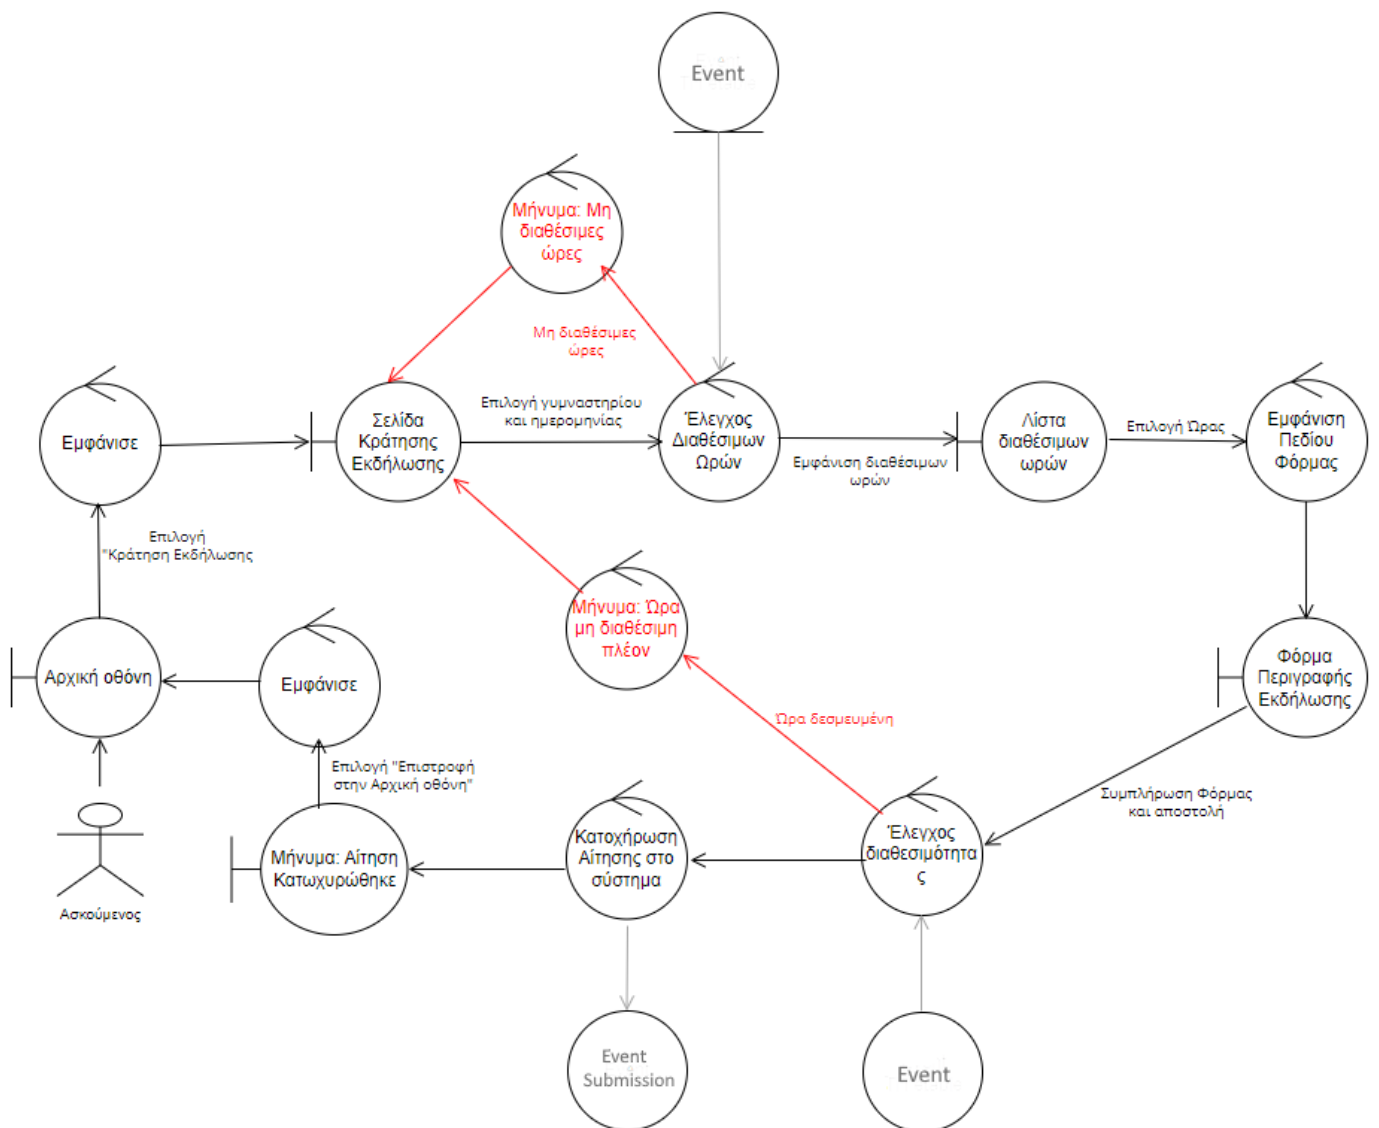 Event
Μήνυμα: Μη
διαθέσιμες
ώρες
Μη διαθέσιμες
ώρες
Εμφάνισε
Σελίδα
Κράτησης
Εκδήλωσης
Επιλογή γυμναστηρίου
και ημερομηνίας
Έλεγχος
Διαθέσιμων
Ωρών
Εμφάνιση διαθέσιμων
ωρών
Λίστα
διαθέσιμων
ωρών
Επιλογή Ώρας
Εμφάνιση
Πεδίου
Φόρμας
Επιλογή
"Κράτηση Εκδήλωσης
Μήνυμα: Ώρα
μη διαθέσιμη
πλέον
Αρχική οθόνη
Εμφάνισε
Φόρμα
Περιγραφής
Εκδήλωσης
Ώρα δεσμευμένη
Επιλογή "Επιστροφή
στην Αρχική οθόνη"
Συμπλήρωση Φόρμας
και αποστολή
Μήνυμα: Αίτηση
Κατωχυρώθηκε
Κατοχήρωση
Αίτησης στο
σύστημα
Έλεγχος
διαθεσιμότητα
ς
Ασκούμενος
Event
Submission
Event